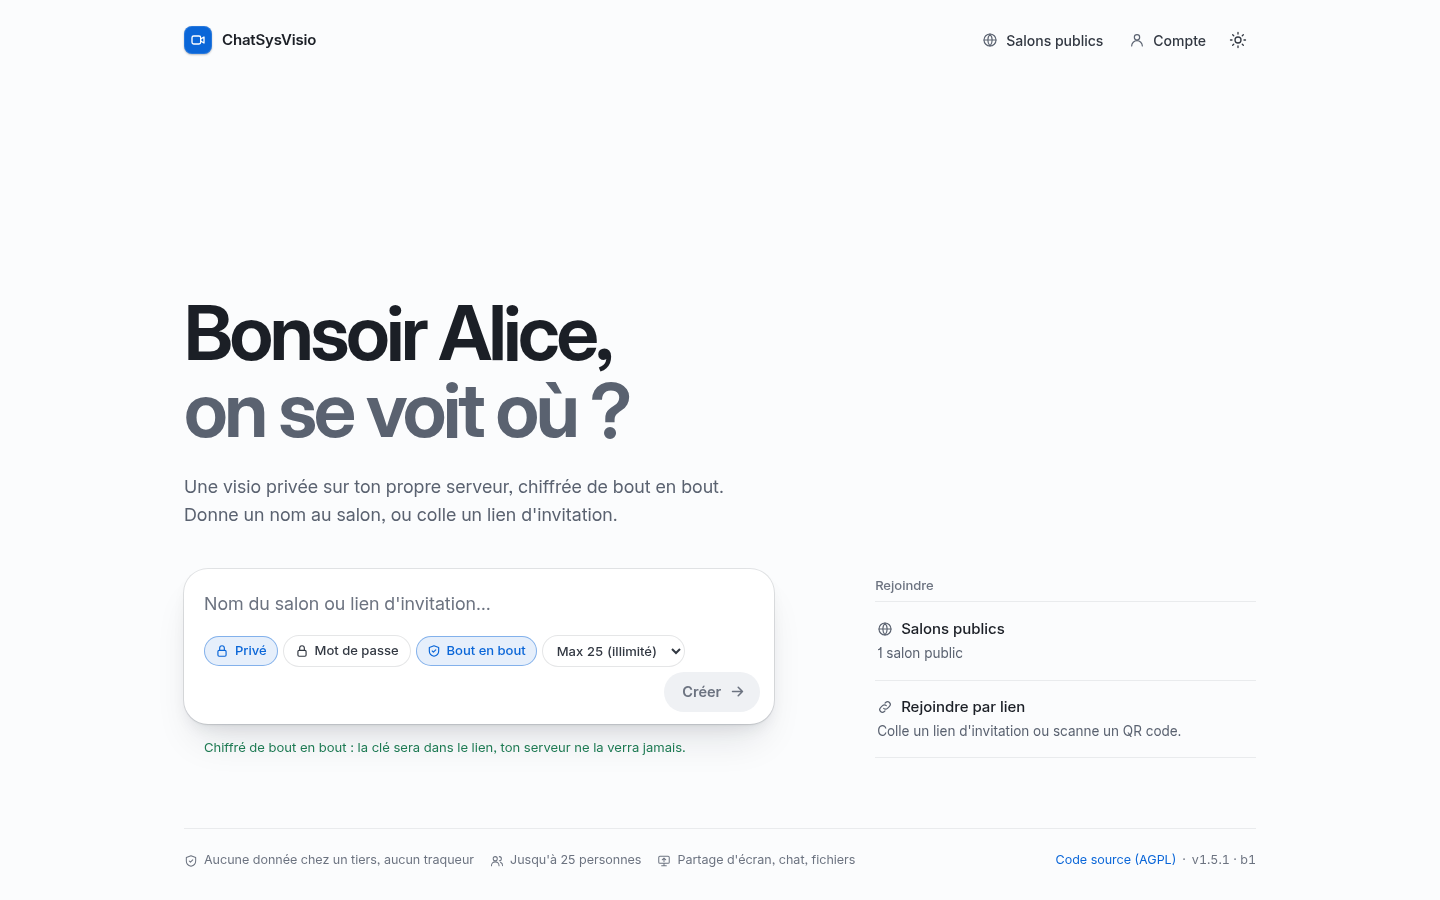 ChatSysVisio
Salons publics
Compte
Bonsoir Alice,
on se voit où ?
Une visio privée sur ton propre serveur, chiffrée de bout en bout.
Donne un nom au salon, ou colle un lien d'invitation.
Nom du salon ou lien d'invitation...
Privé
Mot de passe
Bout en bout
Max 25 (illimité)
Créer
Chiffré de bout en bout : la clé sera dans le lien, ton serveur ne la verra jamais.
Rejoindre
Salons publics
1 salon public
Rejoindre par lien
Colle un lien d'invitation ou scanne un QR code.
Aucune donnée chez un tiers, aucun traqueur
Jusqu'à 25 personnes
Partage d'écran, chat, fichiers
Code source (AGPL) · v1.5.1 · b1